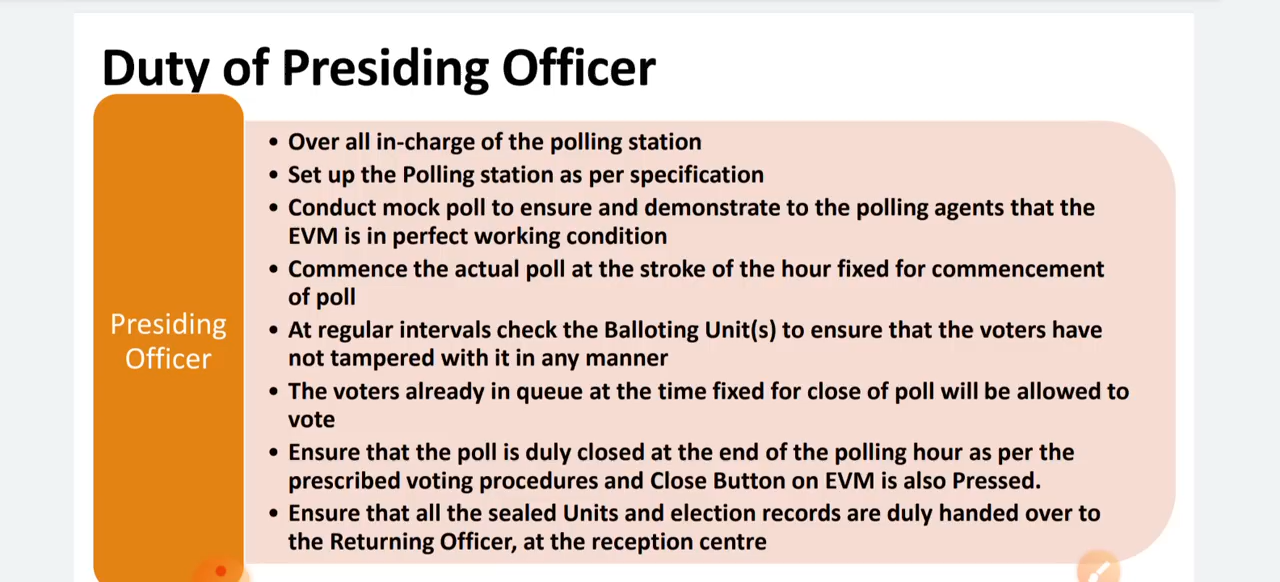 Duty of Presiding Officer
Presiding
Officer
• Over all in-charge of the polling station
• Set up the Polling station as per specification
• Conduct mock poll to ensure and demonstrate to the polling agents that the
EVM is in perfect working condition
• Commence the actual poll at the stroke of the hour fixed for commencement
of poll
• At regular intervals check the Balloting Unit(s) to ensure that the voters have
not tampered with it in any manner
• The voters already in queue at the time fixed for close of poll will be allowed to
vote
• Ensure that the poll is duly closed at the end of the polling hour as per the
prescribed voting procedures and Close Button on EVM is also Pressed.
• Ensure that all the sealed Units and election records are duly handed over to
the Returning Officer, at the reception centre